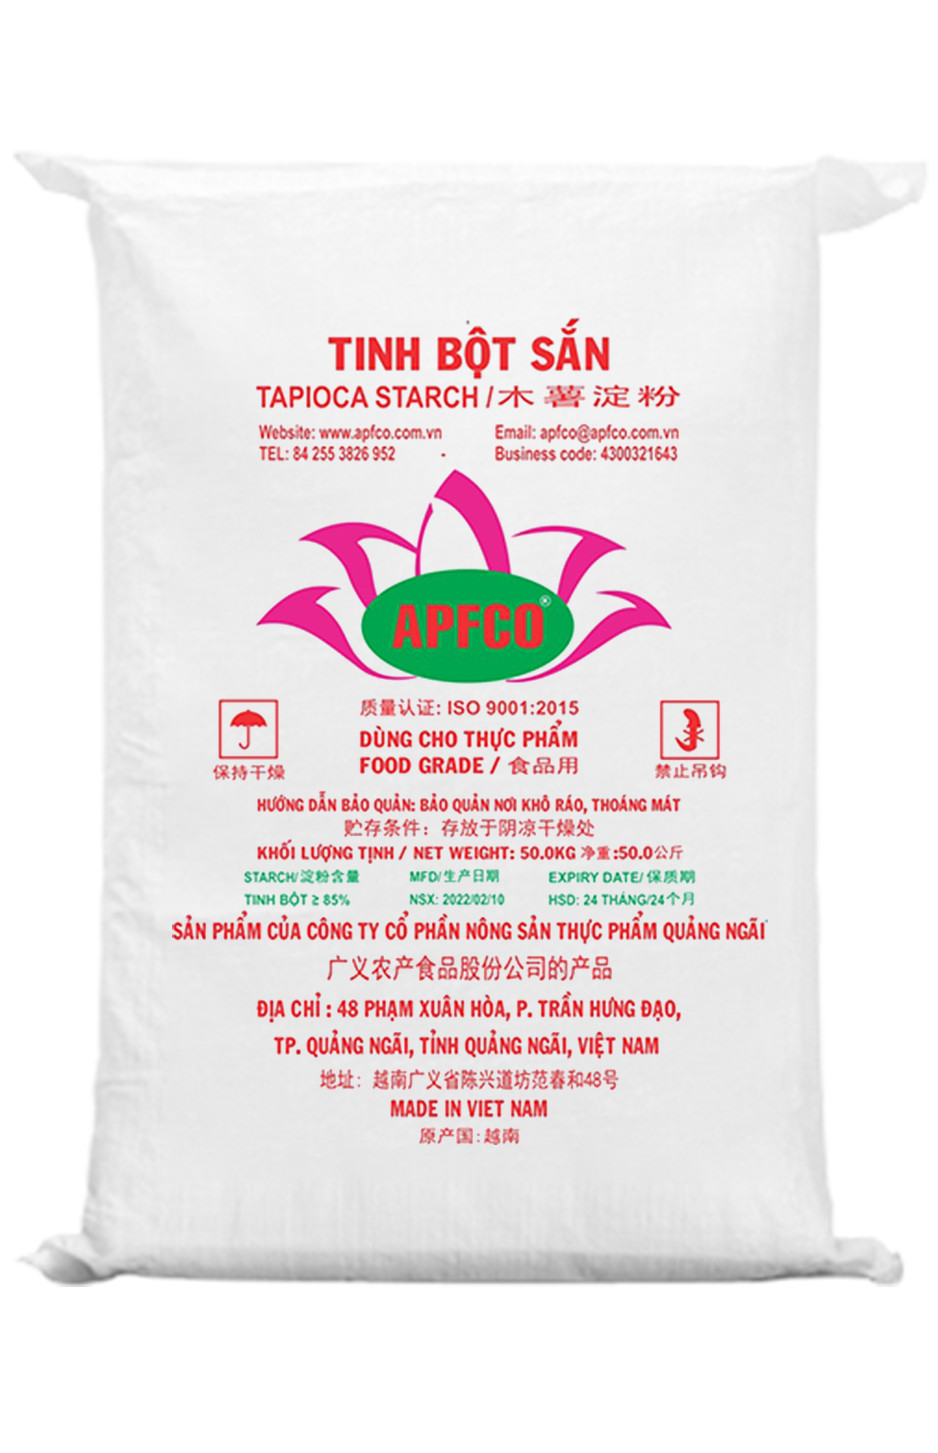 TINH BỘT SẮN
TAPIOCA STARCH / 木薯淀粉
Website: www.apfco.com.vn Email: apfco@apfco.com.vn
TEL: 84 255 3826 952 - Business code: 4300321643
APFCO®
质量认证: ISO 9001:2015
DÙNG CHO THỰC PHẨM
FOOD GRADE / 食品用
保持干燥 禁止吊钩
HƯỚNG DẪN BẢO QUẢN: BẢO QUẢN NƠI KHÔ RÁO, THOÁNG MÁT
贮存条件：存放于阴凉干燥处
KHỐI LƯỢNG TỊNH / NET WEIGHT: 50.0KG 净重:50.0公斤
STARCH/淀粉含量 MFD/生产日期 EXPIRY DATE/ 保质期
TINH BỘT ≥ 85% NSX: 2022/02/10 HSD: 24 THÁNG/24个月
SẢN PHẨM CỦA CÔNG TY CỔ PHẦN NÔNG SẢN THỰC PHẨM QUẢNG NGÃI
广义农产食品股份公司的产品
ĐỊA CHỈ : 48 PHẠM XUÂN HÒA, P. TRẦN HƯNG ĐẠO,
TP. QUẢNG NGÃI, TỈNH QUẢNG NGÃI, VIỆT NAM
地址：越南广义省陈兴道坊范春和48号
MADE IN VIET NAM
原产国:越南